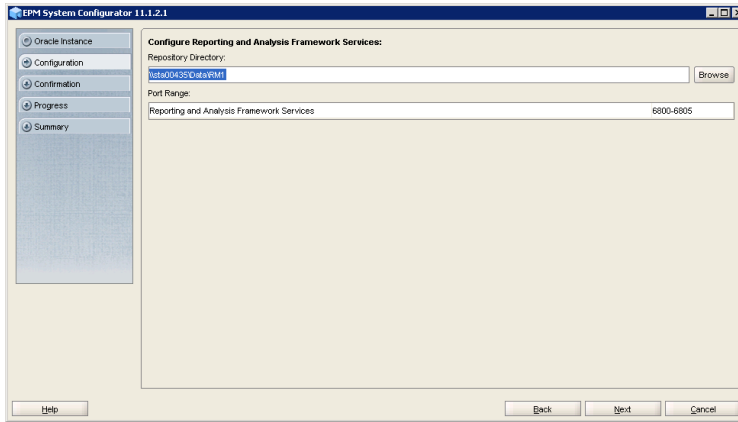 EPM System Configurator 11.1.2.1
Oracle Instance
Configuration
Confirmation
Progress
Summary
Configure Reporting and Analysis Framework Services:
Repository Directory:
\\sta00435\Data\RM1
Browse
Port Range:
Reporting and Analysis Framework Services 6800-6805
Help
Back
Next
Cancel